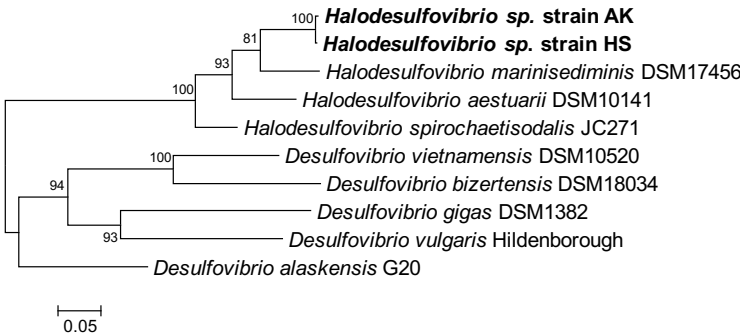 100 Halodesulfovibrio sp. strain AK
Halodesulfovibrio sp. strain HS
81
Halodesulfovibrio marinisediminis DSM17456
93
Halodesulfovibrio aestuarii DSM10141
100
Halodesulfovibrio spirochaetisodalis JC271
Desulfovibrio vietnamensis DSM10520
100
Desulfovibrio bizertensis DSM18034
94
Desulfovibrio gigas DSM1382
93
Desulfovibrio vulgaris Hildenborough
Desulfovibrio alaskensis G20
0.05